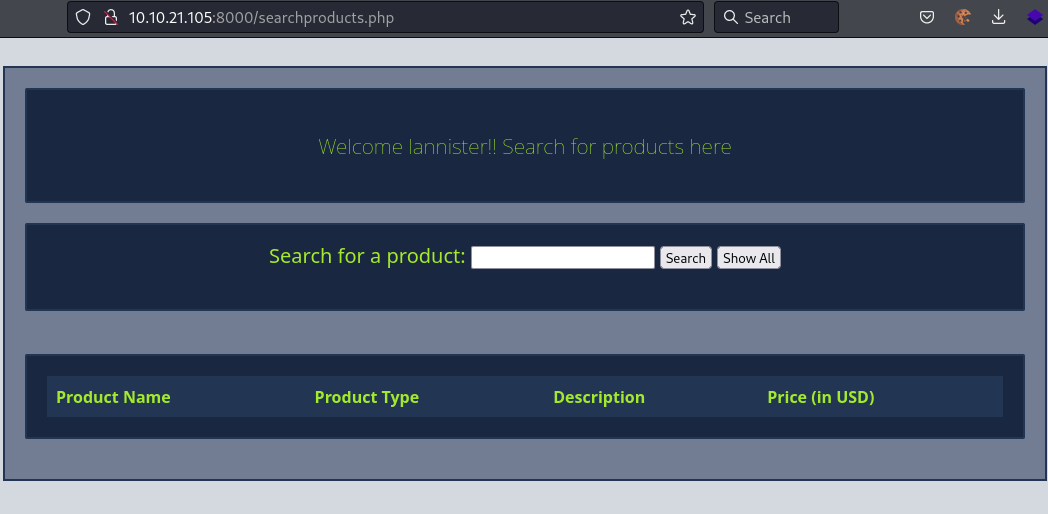 10.10.21.105:8000/searchproducts.php
Search
Welcome lannister!! Search for products here
Search for a product: Search Show All
Product Name Product Type Description Price (in USD)